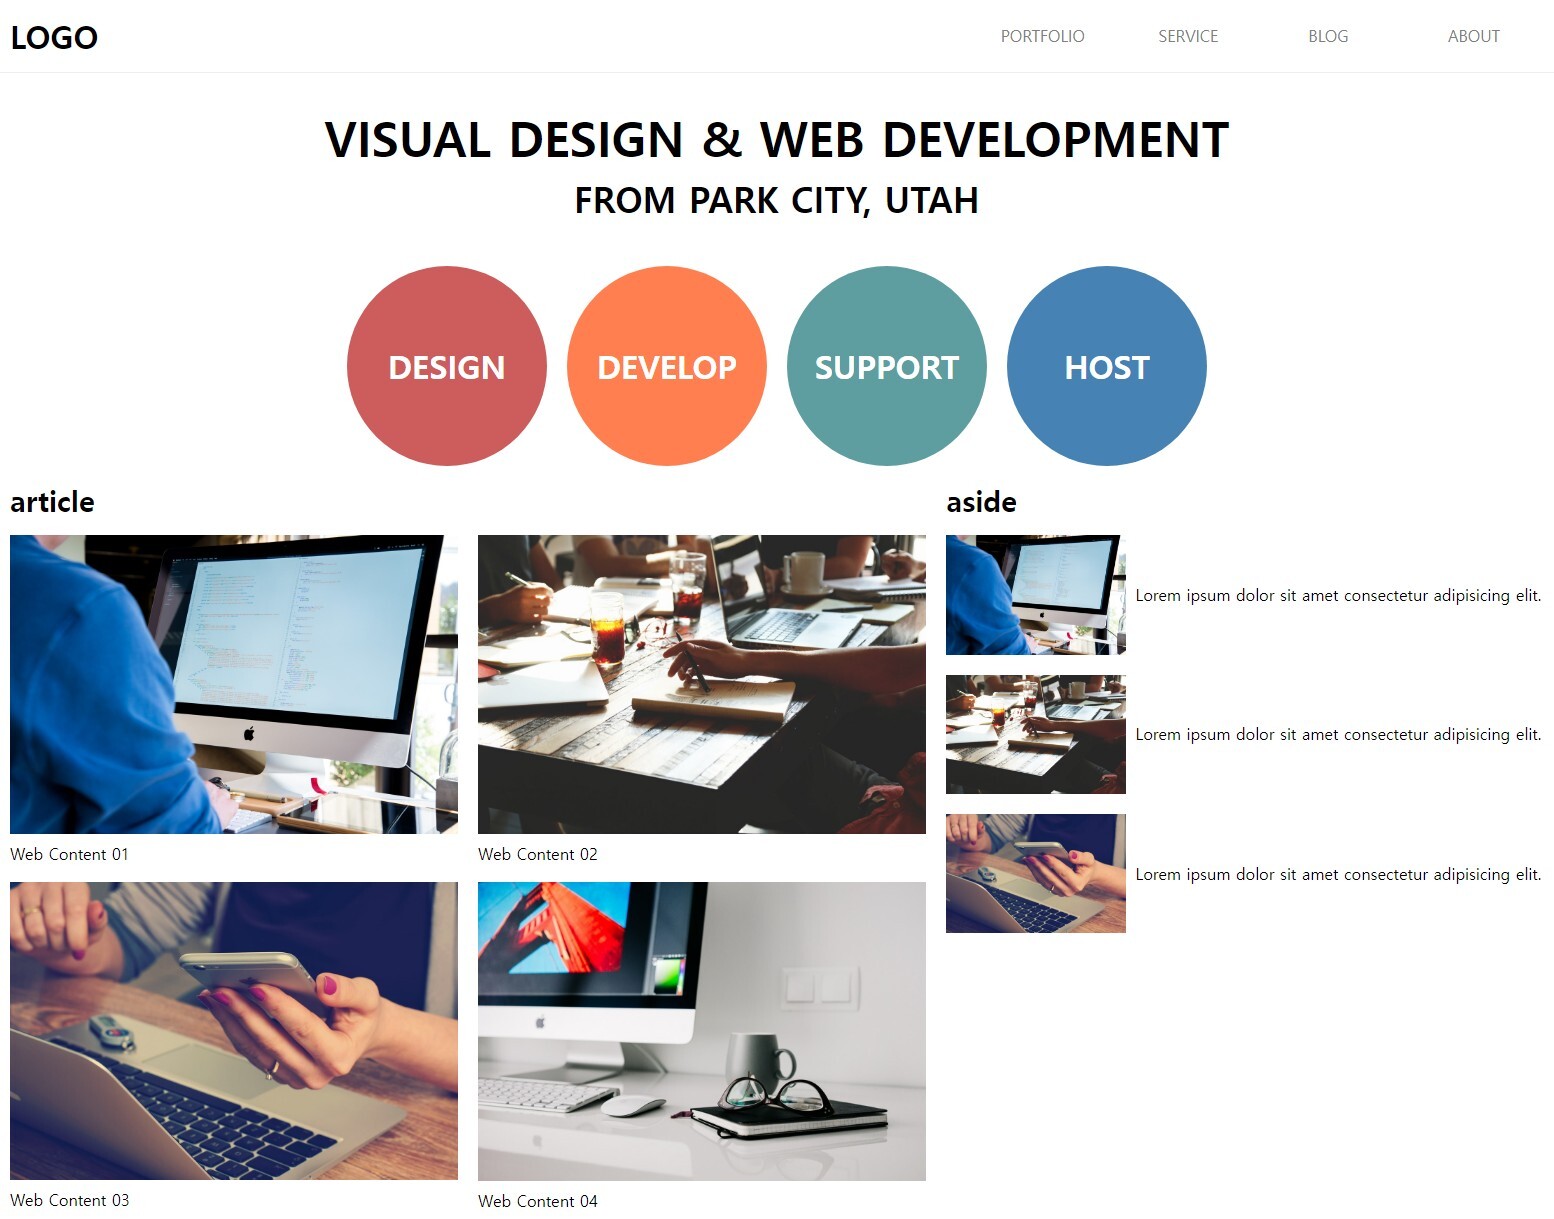 LOGO
PORTFOLIO SERVICE BLOG ABOUT
VISUAL DESIGN & WEB DEVELOPMENT
FROM PARK CITY, UTAH
DESIGN DEVELOP SUPPORT HOST
article
Web Content 01
Web Content 02
Web Content 03
Web Content 04
aside
Lorem ipsum dolor sit amet consectetur adipisicing elit.
Lorem ipsum dolor sit amet consectetur adipisicing elit.
Lorem ipsum dolor sit amet consectetur adipisicing elit.